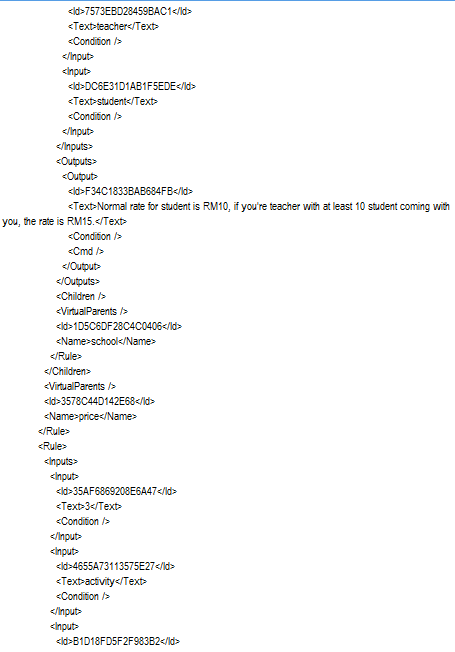 <Id>7573EBD28459BAC1</Id>
<Text>teacher</Text>
<Condition />
</Input>
<Input>
<Id>DC6E31D1AB1F5EDE</Id>
<Text>student</Text>
<Condition />
</Input>
</Inputs>
<Outputs>
<Output>
<Id>F34C1833BAB684FB</Id>
<Text>Normal rate for student is RM10, if you're teacher with at least 10 student coming with
you, the rate is RM15.</Text>
<Condition />
<Cmd />
</Output>
</Outputs>
<Children />
<VirtualParents />
<Id>1D5C6DF28C4C0406</Id>
<Name>school</Name>
</Rule>
</Children>
<VirtualParents />
<Id>3578C44D142E68</Id>
<Name>price</Name>
</Rule>
<Rule>
<Inputs>
<Input>
<Id>35AF6869208E6A47</Id>
<Text>3</Text>
<Condition />
</Input>
<Input>
<Id>4655A73113575E27</Id>
<Text>activity</Text>
<Condition />
</Input>
<Input>
<Id>B1D18FD5F2F983B2</Id>